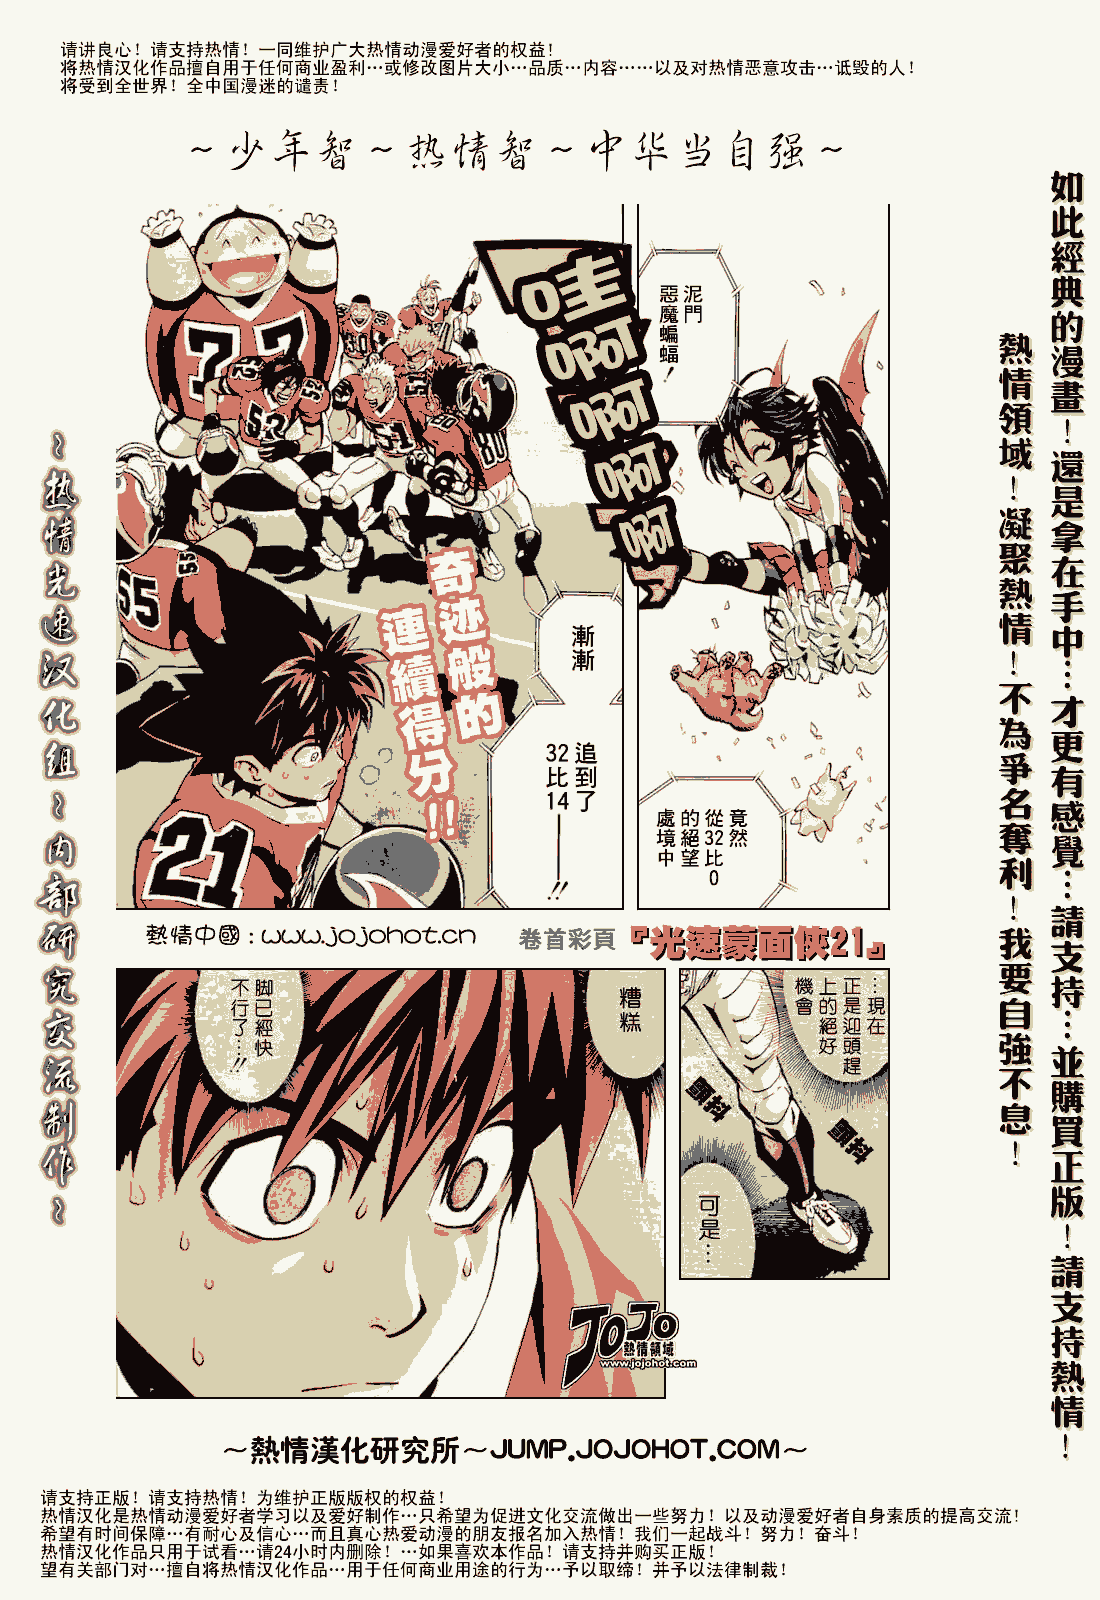 请讲良心！请支持热情！一同维护广大热情动漫爱好者的权益！
将热情汉化作品擅自用于任何商业盈利…或修改图片大小…品质…内容……以及对热情恶意攻击…诋毁的人！
将受到全世界！全中国漫迷的谴责！
～少年智～热情智～中华当自强～
如此經典的漫畫！還是拿在手中…才更有感覺…請支持…並購買正版！請支持熱情！
熱情領域！凝聚熱情！不為爭名奪利！我要自強不息！
～热情光速汉化组～内部研究交流制作～
泥門
惡魔蝙蝠！
哇啊啊啊啊
竟然
從32比0
的絕望
處境中
漸漸
追到了
32比14——!!
奇迹般的
連續得分!!
77
30
52
51
80
55
55
21
熱情中國：www.jojohot.cn
卷首彩頁
『光速蒙面俠21』
…現在
正是迎頭趕
上的絕好
機會
顫抖
顫抖
可是…
糟糕
脚已經快
不行了…!!
JoJo
熱情領域
www.jojohot.com
～熱情漢化研究所～JUMP.JOJOHOT.COM～
请支持正版！请支持热情！为维护正版版权的权益！
热情汉化是热情动漫爱好者学习以及爱好制作…只希望为促进文化交流做出一些努力！以及动漫爱好者自身素质的提高交流！
希望有时间保障…有耐心及信心…而且真心热爱动漫的朋友报名加入热情！我们一起战斗！努力！奋斗！
热情汉化作品只用于试看…请24小时内删除！…如果喜欢本作品！请支持并购买正版！
望有关部门对…擅自将热情汉化作品…用于任何商业用途的行为…予以取缔！并予以法律制裁！